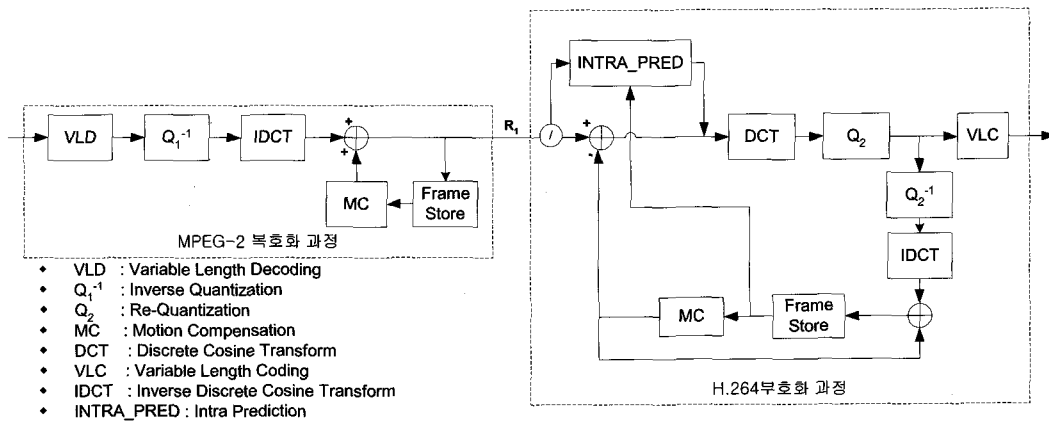 INTRA_PRED
R1
+
+
+
-
VLD
Q1-1
IDCT
DCT
Q2
VLC
MC
Frame
Store
Q2-1
IDCT
MC
Frame
Store
MPEG-2 복호화 과정
H.264부호화 과정
◆ VLD : Variable Length Decoding
◆ Q1-1 : Inverse Quantization
◆ Q2 : Re-Quantization
◆ MC : Motion Compensation
◆ DCT : Discrete Cosine Transform
◆ VLC : Variable Length Coding
◆ IDCT : Inverse Discrete Cosine Transform
◆ INTRA_PRED : Intra Prediction